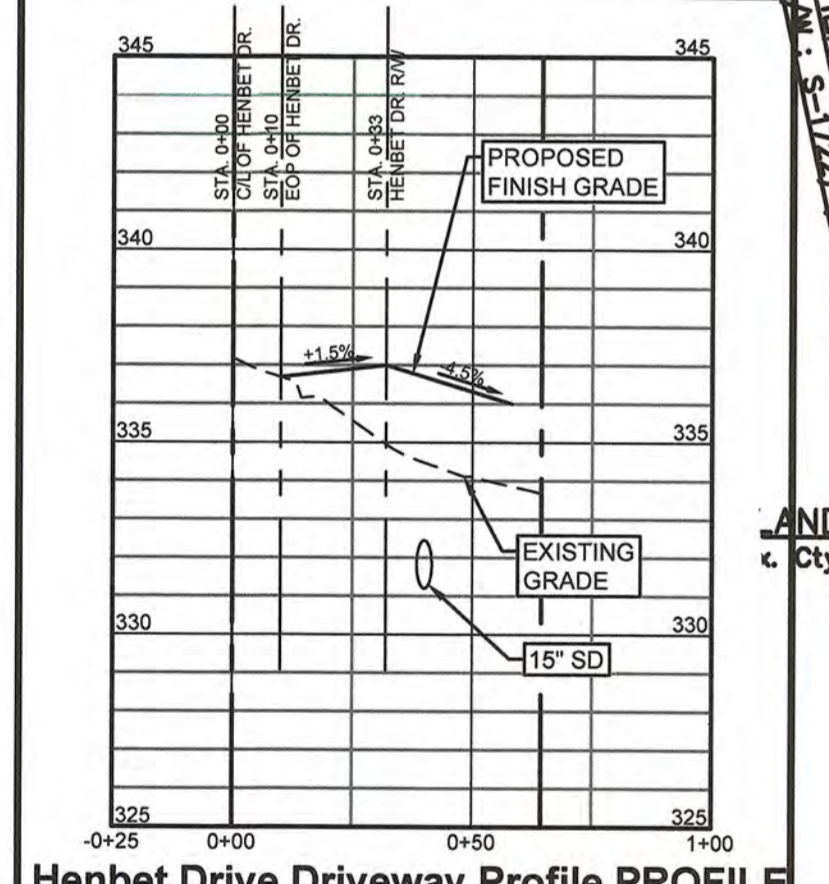 345
345
STA. 0+00
C/L OF HENBET DR.
STA. 0+10
EOP OF HENBET DR.
STA. 0+33
HENBET DR. R/W
PROPOSED
FINISH GRADE
340
340
+1.5%
-4.5%
335
335
EXISTING
GRADE
330
330
15" SD
325
325
-0+25
0+00
0+50
1+00
Henbet Drive Driveway Profile PROFILE